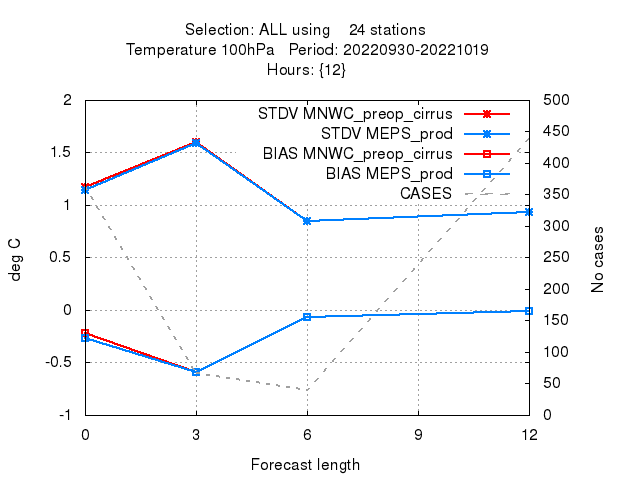 Selection: ALL using    24 stations
Temperature 100hPa   Period: 20220930-20221019
Hours: {12}
STDV MNWC_preop_cirrus
STDV MEPS_prod
BIAS MNWC_preop_cirrus
BIAS MEPS_prod
CASES
2
1.5
1
0.5
0
-0.5
-1
deg C
500
450
400
350
300
250
200
150
100
50
0
No cases
0 3 6 9 12
Forecast length